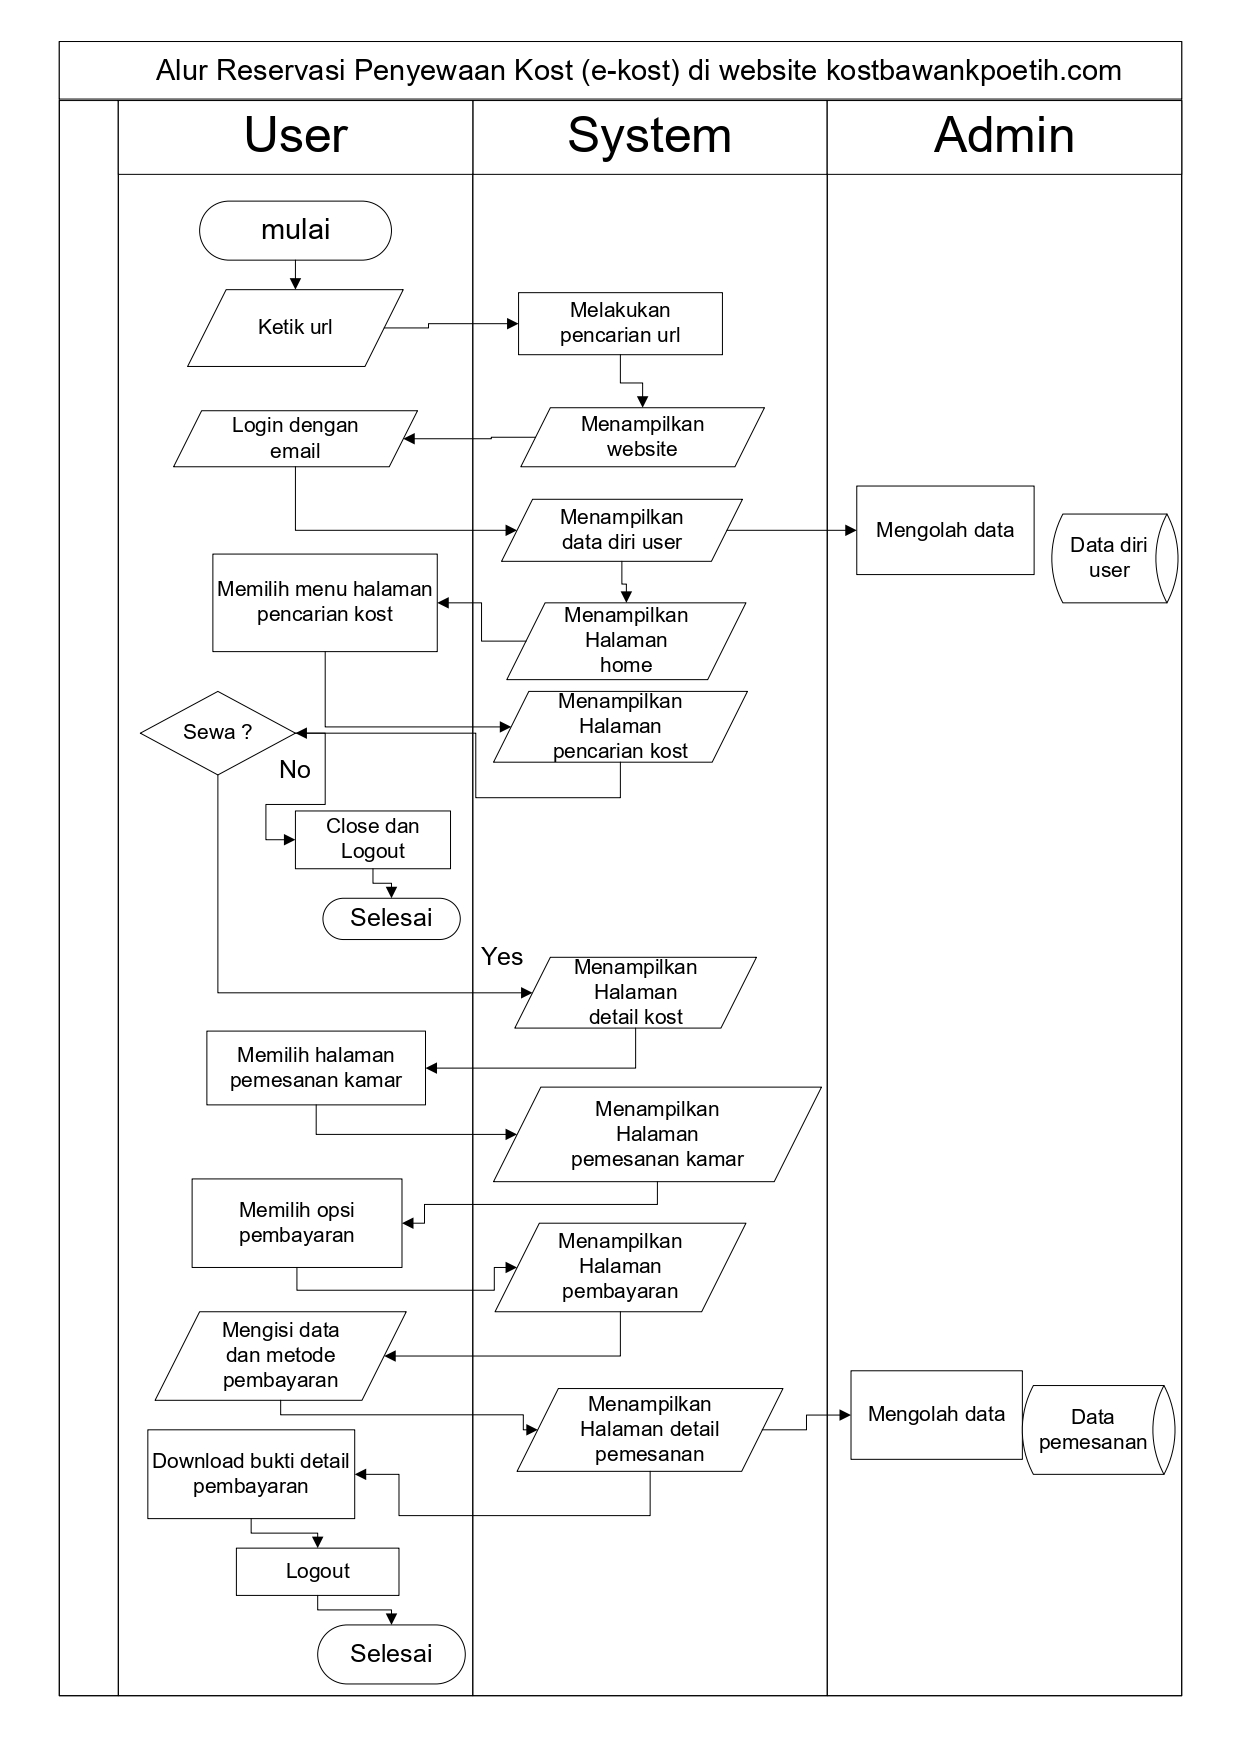 Alur Reservasi Penyewaan Kost (e-kost) di website kostbawankpoetih.com
User
System
Admin
mulai
Ketik url
Melakukan
pencarian url
Login dengan
email
Menampilkan
website
Menampilkan
data diri user
Mengolah data
Data diri
user
Memilih menu halaman
pencarian kost
Menampilkan
Halaman
home
Sewa ?
Menampilkan
Halaman
pencarian kost
No
Close dan
Logout
Selesai
Yes
Menampilkan
Halaman
detail kost
Memilih halaman
pemesanan kamar
Menampilkan
Halaman
pemesanan kamar
Memilih opsi
pembayaran
Menampilkan
Halaman
pembayaran
Mengisi data
dan metode
pembayaran
Menampilkan
Halaman detail
pemesanan
Mengolah data
Data
pemesanan
Download bukti detail
pembayaran
Logout
Selesai